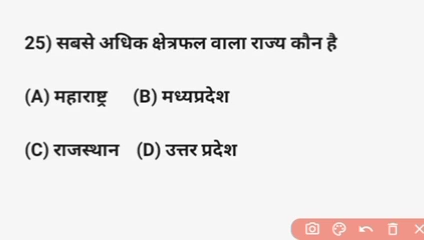 25) सबसे अधिक क्षेत्रफल वाला राज्य कौन है
(A) महाराष्ट्र (B) मध्यप्रदेश
(C) राजस्थान (D) उत्तर प्रदेश